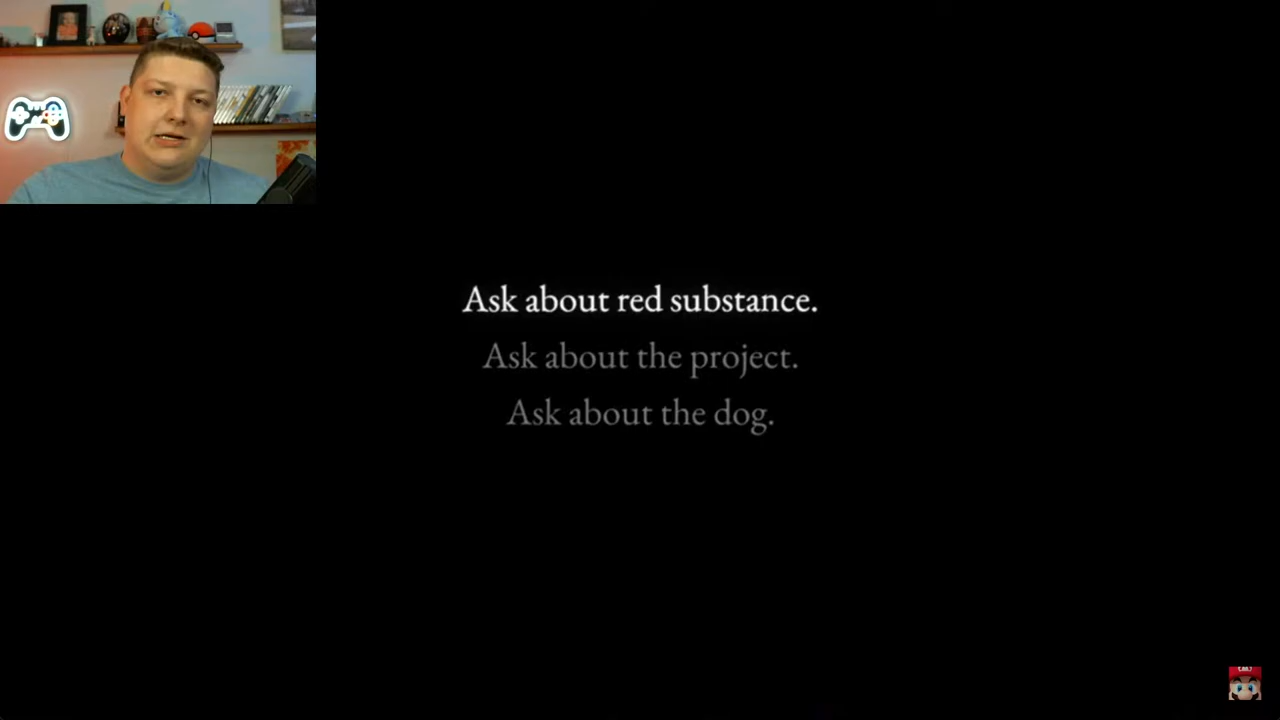 Ask about red substance.
Ask about the project.
Ask about the dog.